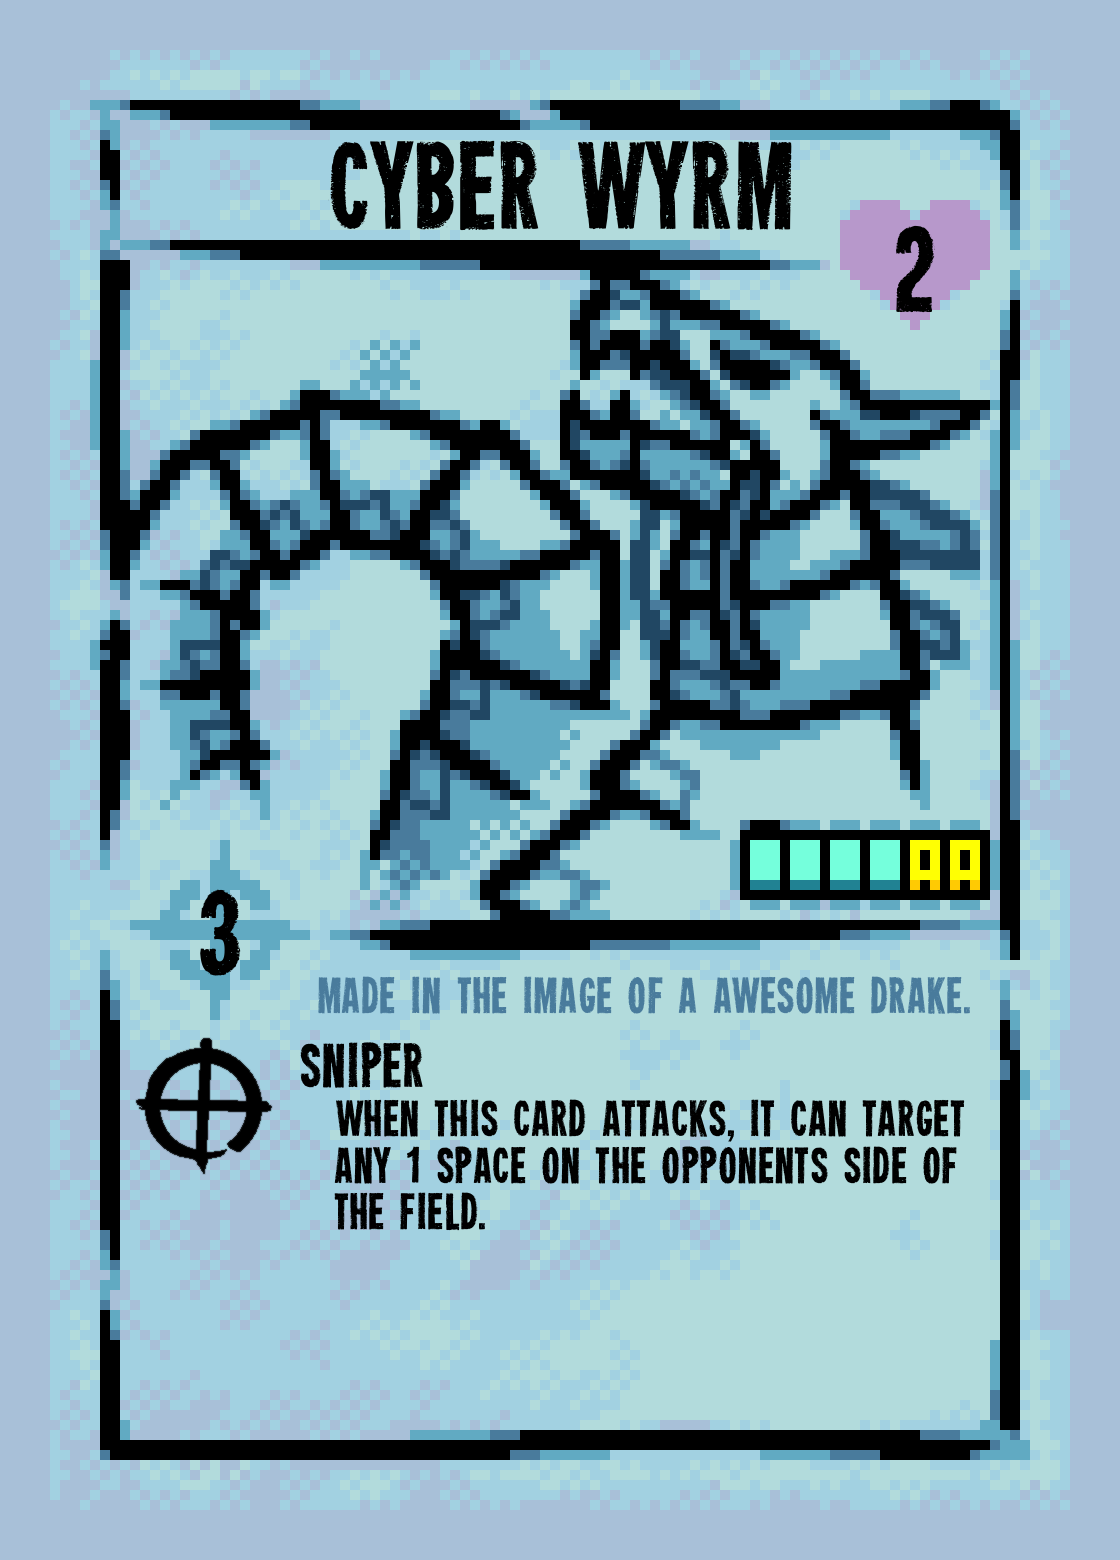 CYBER WYRM
2
AA
3
MADE IN THE IMAGE OF A AWESOME DRAKE.
SNIPER
WHEN THIS CARD ATTACKS, IT CAN TARGET
ANY 1 SPACE ON THE OPPONENTS SIDE OF
THE FIELD.